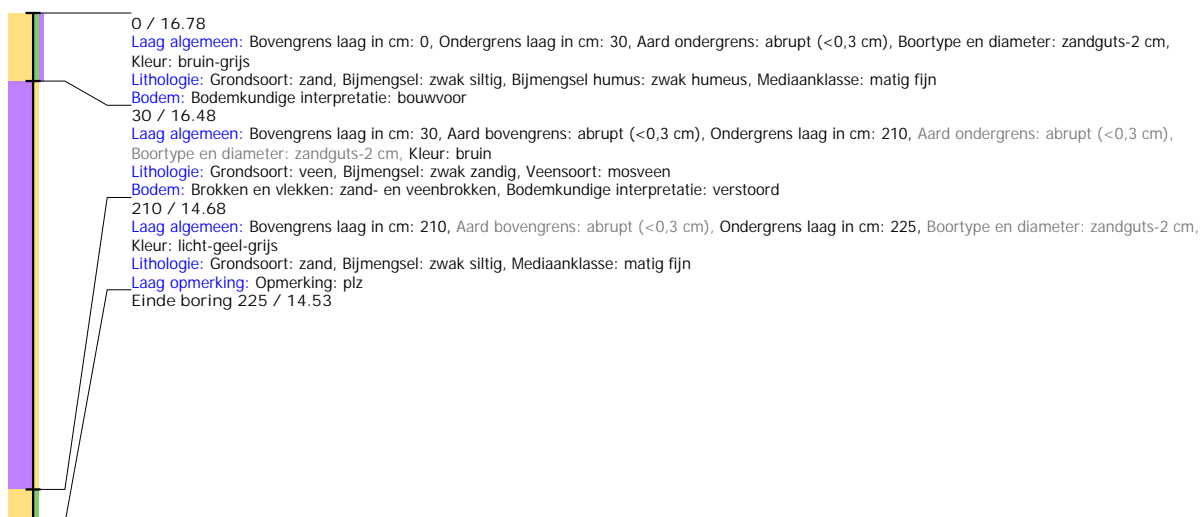 0 / 16.78
Laag algemeen: Bovengrens laag in cm: 0, Ondergrens laag in cm: 30, Aard ondergrens: abrupt (<0,3 cm), Boortype en diameter: zandguts-2 cm,
Kleur: bruin-grijs
Lithologie: Grondsoort: zand, Bijmengsel: zwak siltig, Bijmengsel humus: zwak humeus, Mediaanklasse: matig fijn
Bodem: Bodemkundige interpretatie: bouwvoor
30 / 16.48
Laag algemeen: Bovengrens laag in cm: 30, Aard bovengrens: abrupt (<0,3 cm), Ondergrens laag in cm: 210, Aard ondergrens: abrupt (<0,3 cm),
Boortype en diameter: zandguts-2 cm, Kleur: bruin
Lithologie: Grondsoort: veen, Bijmengsel: zwak zandig, Veensoort: mosveen
Bodem: Brokken en vlekken: zand- en veenbrokken, Bodemkundige interpretatie: verstoord
210 / 14.68
Laag algemeen: Bovengrens laag in cm: 210, Aard bovengrens: abrupt (<0,3 cm), Ondergrens laag in cm: 225, Boortype en diameter: zandguts-2 cm,
Kleur: licht-geel-grijs
Lithologie: Grondsoort: zand, Bijmengsel: zwak siltig, Mediaanklasse: matig fijn
Laag opmerking: Opmerking: plz
Einde boring 225 / 14.53